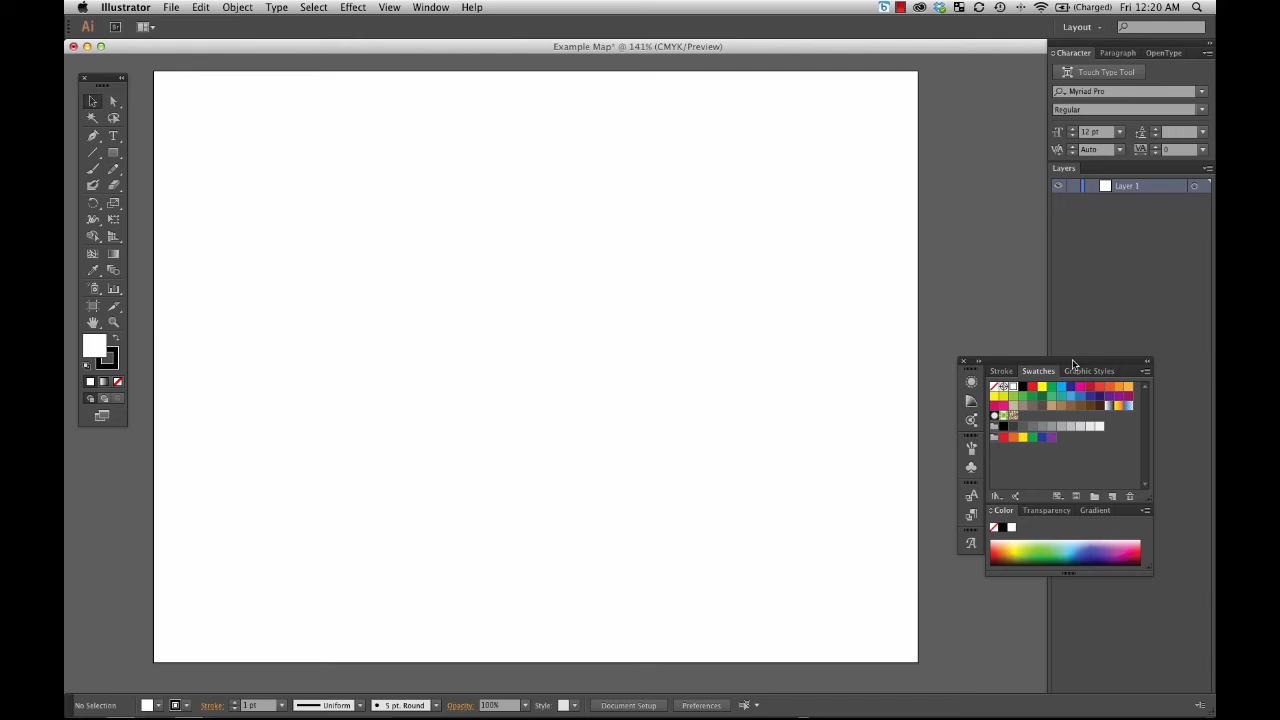 Illustrator File Edit Object Type Select Effect View Window Help
(Charged) Fri 12:20 AM
Ai Br Layout
Example Map* @ 141% (CMYK/Preview)
Character Paragraph OpenType
Touch Type Tool
Myriad Pro
Regular
12 pt
Auto 0
Layers
Layer 1
Stroke Swatches Graphic Styles
Color Transparency Gradient
No Selection Stroke: 1 pt Uniform 5 pt. Round Opacity: 100% Style: Document Setup Preferences